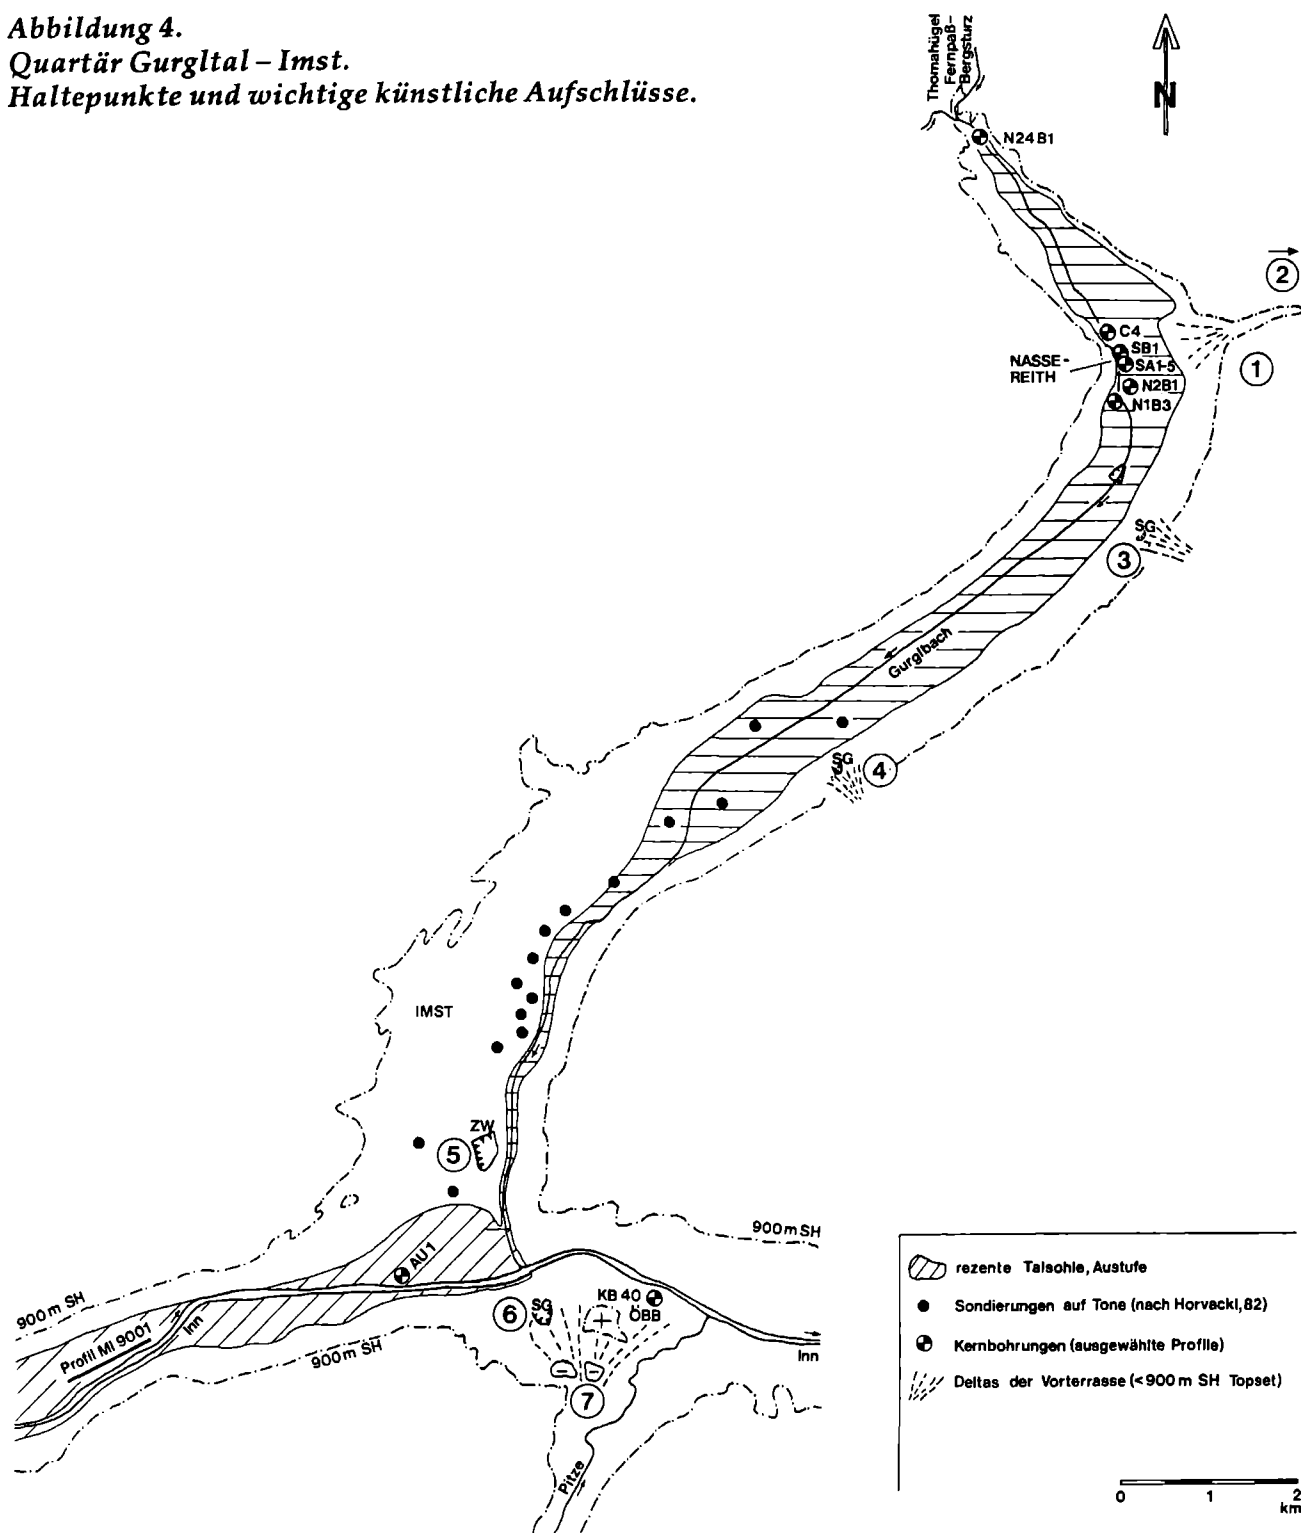 Abbildung 4.
Quartär Gurgltal – Imst.
Haltepunkte und wichtige künstliche Aufschlüsse.
Thomahügel
Fernpaß-
Bergsturz
N
N24B1
2
C4
SB1
NASSE-
REITH
SA1-5
1
N2B1
N1B3
SG
3
Gurglbach
SG
4
IMST
ZW
5
900m SH
AU1
900m SH
Profil MI 9001
Inn
900m SH
6
SG
KB 40
ÖBB
Inn
7
Pitze
rezente Talsohle, Austufe
Sondierungen auf Tone (nach Horvacki,82)
Kernbohrungen (ausgewählte Profile)
Deltas der Vorterrasse (<900 m SH Topset)
0 1 2
km